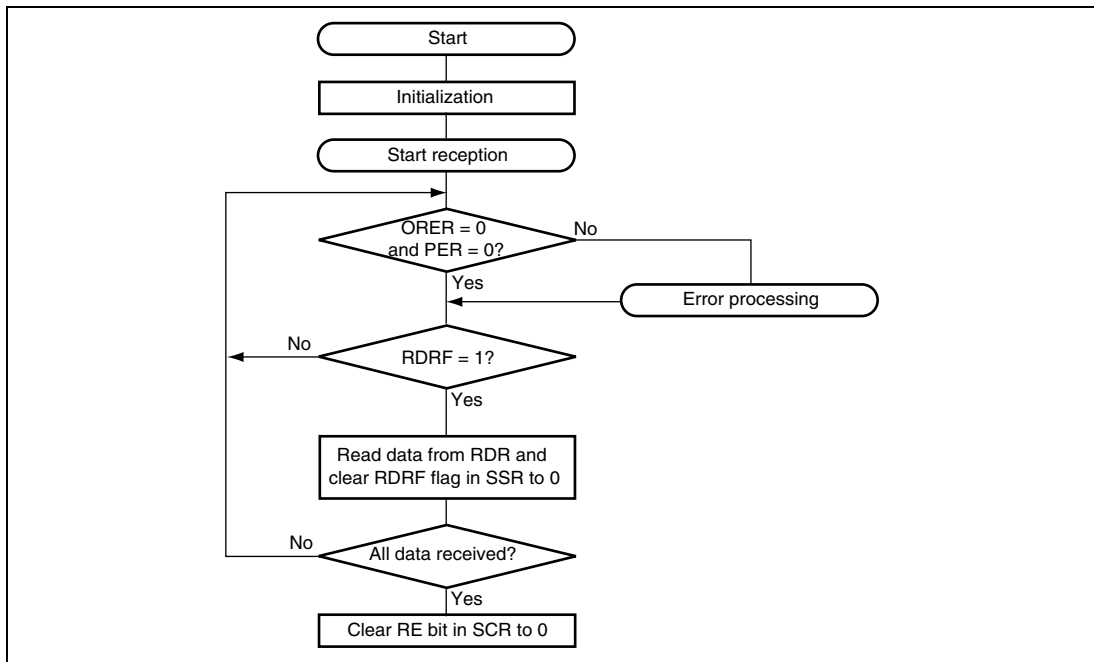 Start
Initialization
Start reception
ORER = 0
and PER = 0?
No
Yes
Error processing
No
RDRF = 1?
Yes
Read data from RDR and
clear RDRF flag in SSR to 0
No
All data received?
Yes
Clear RE bit in SCR to 0